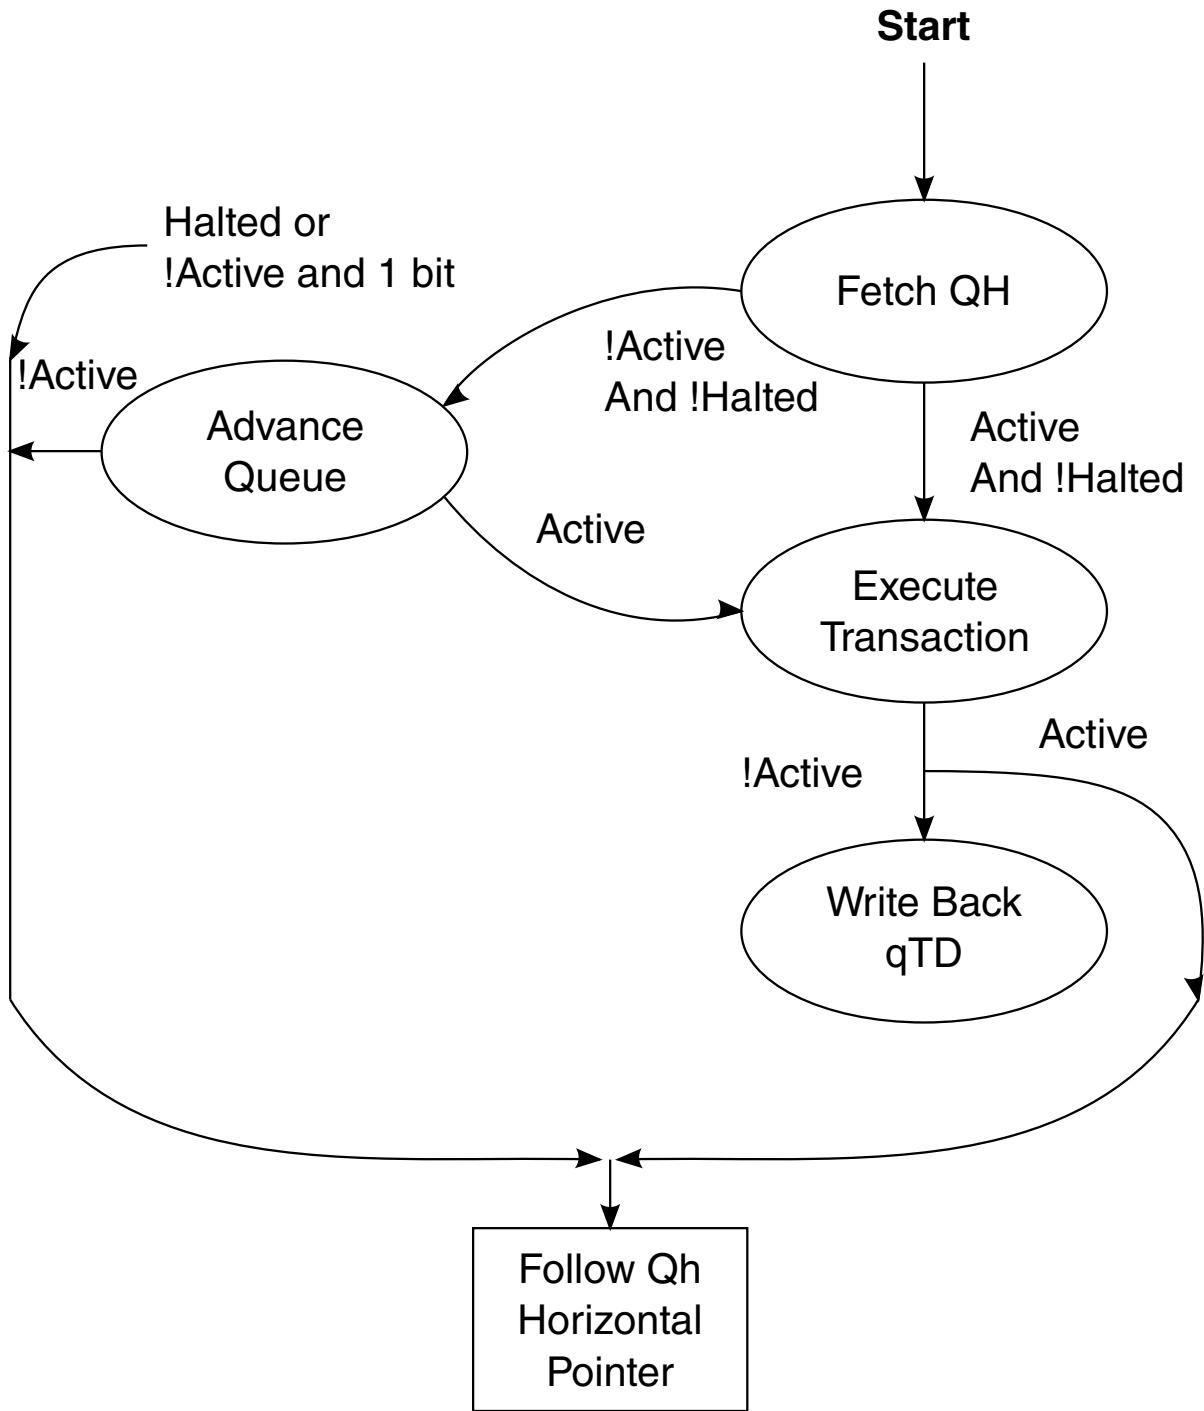 Start
Halted or
!Active and 1 bit
Fetch QH
!Active
And !Halted
!Active
Advance
Queue
Active
And !Halted
Active
Execute
Transaction
Active
!Active
Write Back
qTD
Follow Qh
Horizontal
Pointer